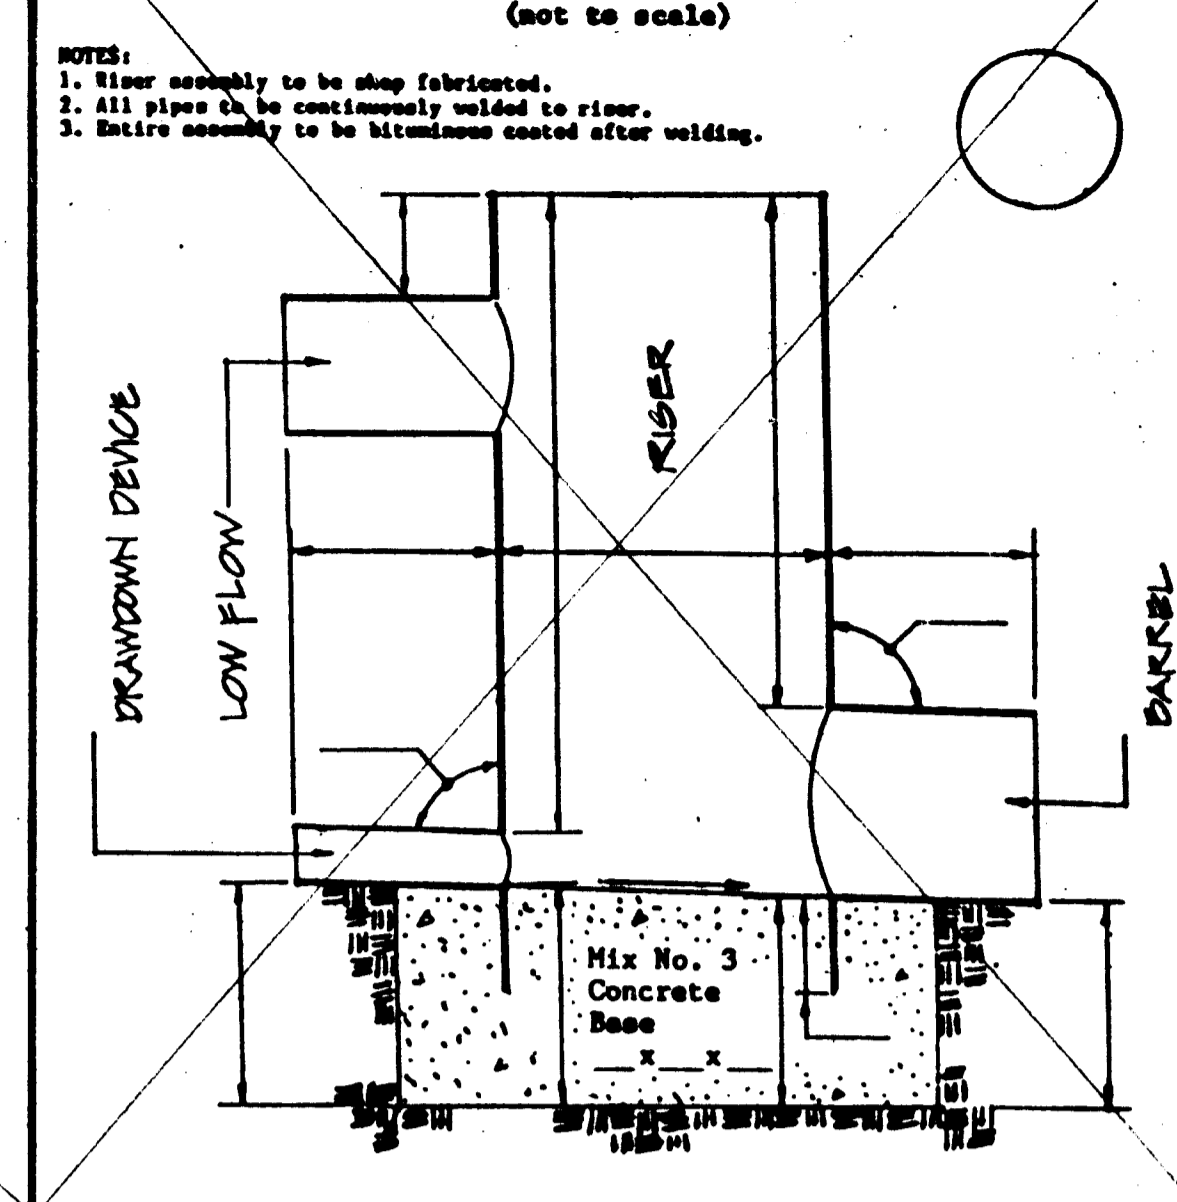 (not to scale)
NOTES:
1. Riser assembly to be shop fabricated.
2. All pipes to be continuously welded to riser.
3. Entire assembly to be bituminous coated after welding.
RISER
DRAWDOWN DEVICE
LOW FLOW
BARREL
Mix No. 3
Concrete
Base
__x__x__